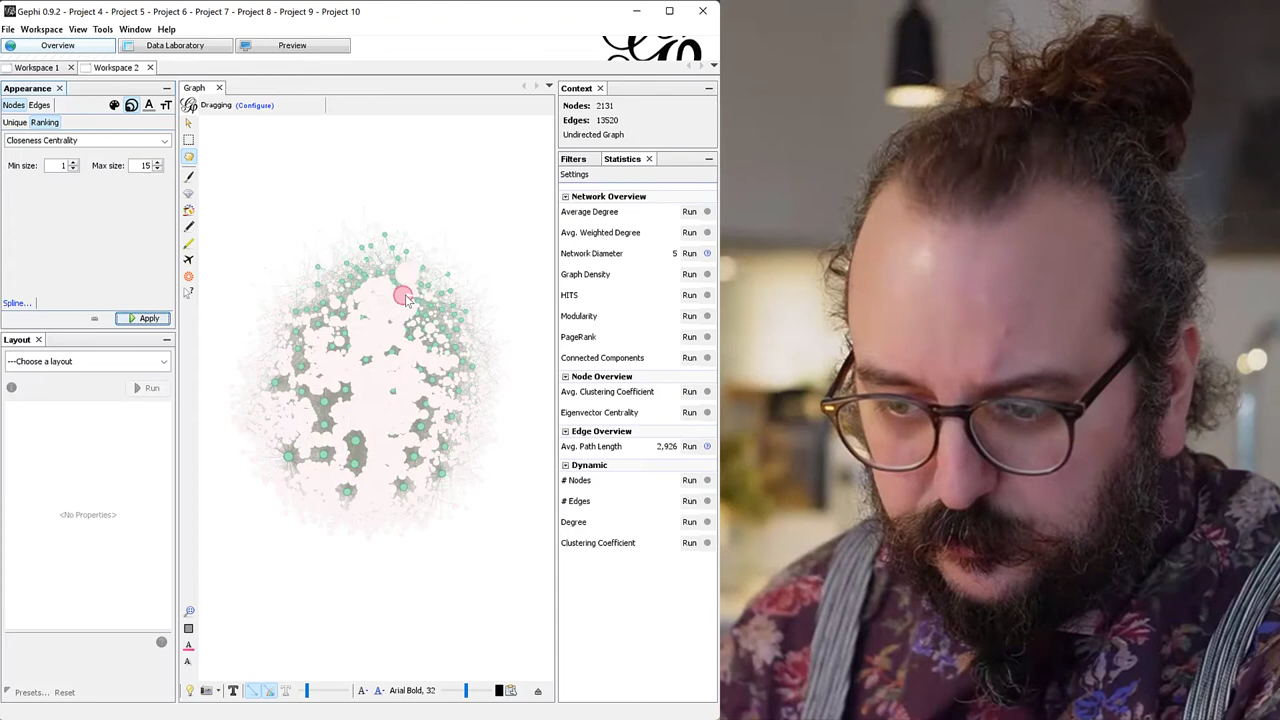 Gephi 0.9.2 - Project 4 - Project 5 - Project 6 - Project 7 - Project 8 - Project 9 - Project 10
File Workspace View Tools Window Help
Overview Data Laboratory Preview
Workspace 1 Workspace 2
Appearance
Nodes Edges
Unique Ranking
Closeness Centrality
Min size: 1 Max size: 15
Spline...
Apply
Layout
---Choose a layout
Run
<No Properties>
Presets... Reset
Graph
Dragging (Configure)
Arial Bold, 32
Context
Nodes: 2131
Edges: 13520
Undirected Graph
Filters Statistics
Settings
Network Overview
Average Degree Run
Avg. Weighted Degree Run
Network Diameter 5 Run
Graph Density Run
HITS Run
Modularity Run
PageRank Run
Connected Components Run
Node Overview
Avg. Clustering Coefficient Run
Eigenvector Centrality Run
Edge Overview
Avg. Path Length 2,926 Run
Dynamic
# Nodes Run
# Edges Run
Degree Run
Clustering Coefficient Run